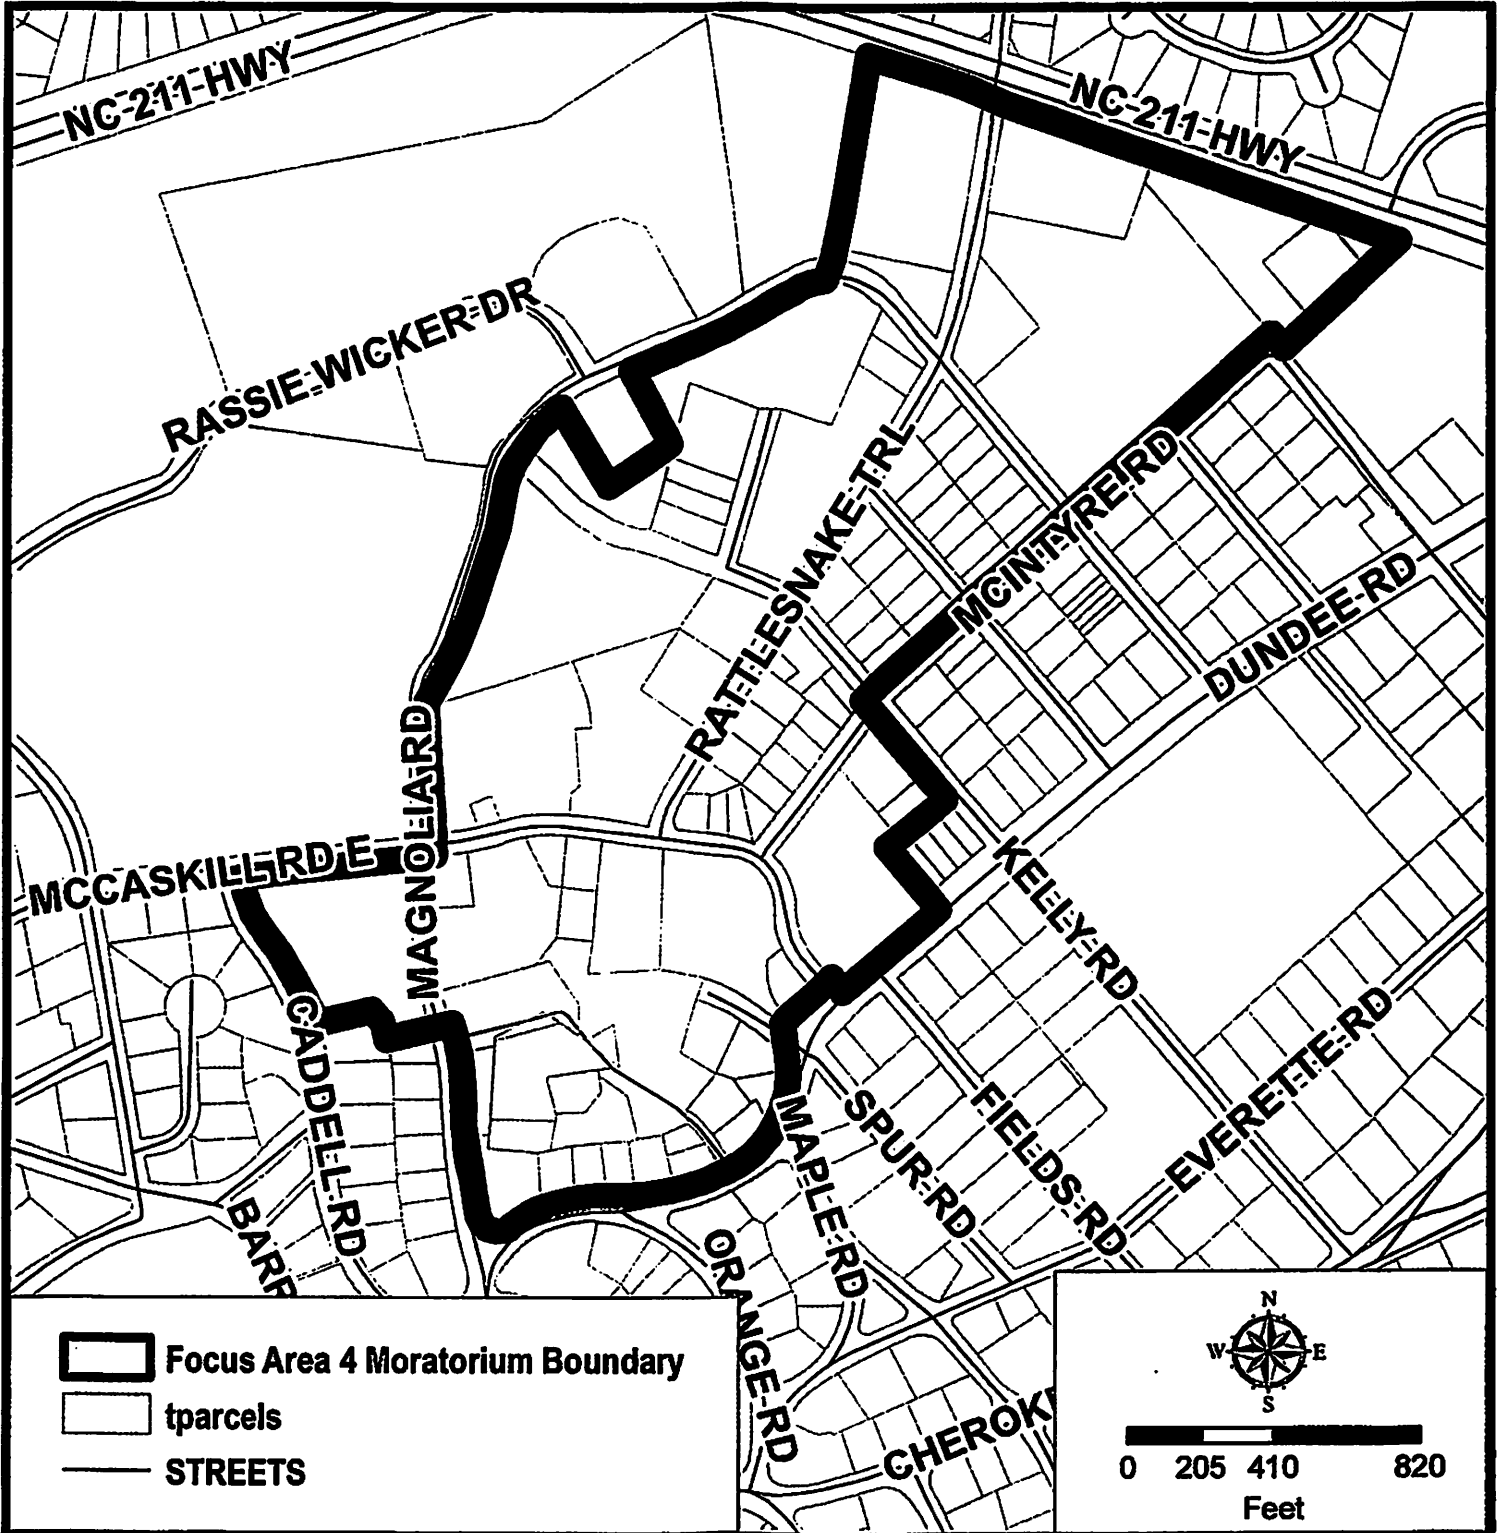 NC-211-HWY
NC-211-HWY
RASSIE-WICKER-DR
RATTLESNAKE-TRL
MCINTYRE-RD
DUNDEE-RD
MAGNOLIA-RD
MCCASKILL-RD-E
KELLY-RD
CADDELL-RD
MAPLE-RD
SPUR-RD
FIELDS-RD
EVERETTE-RD
BARR
ORANGE-RD
CHEROK
Focus Area 4 Moratorium Boundary
tparcels
STREETS
N
W E
S
0 205 410 820
Feet